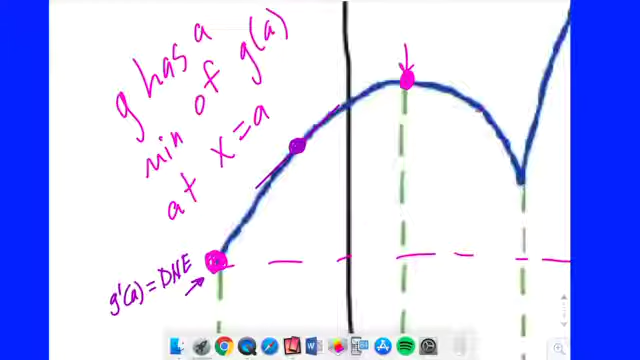 g has a
min of g(a)
at x = a
g'(a) = DNE